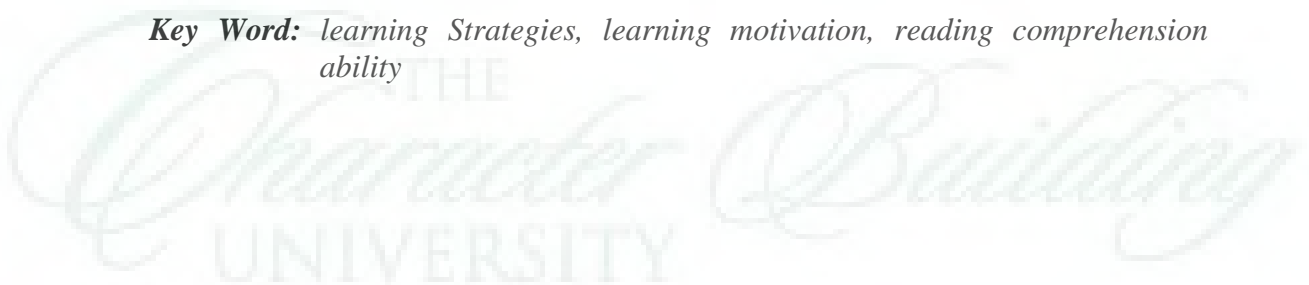 Key Word: learning Strategies, learning motivation, reading comprehension
ability
THE
Character Building
UNIVERSITY